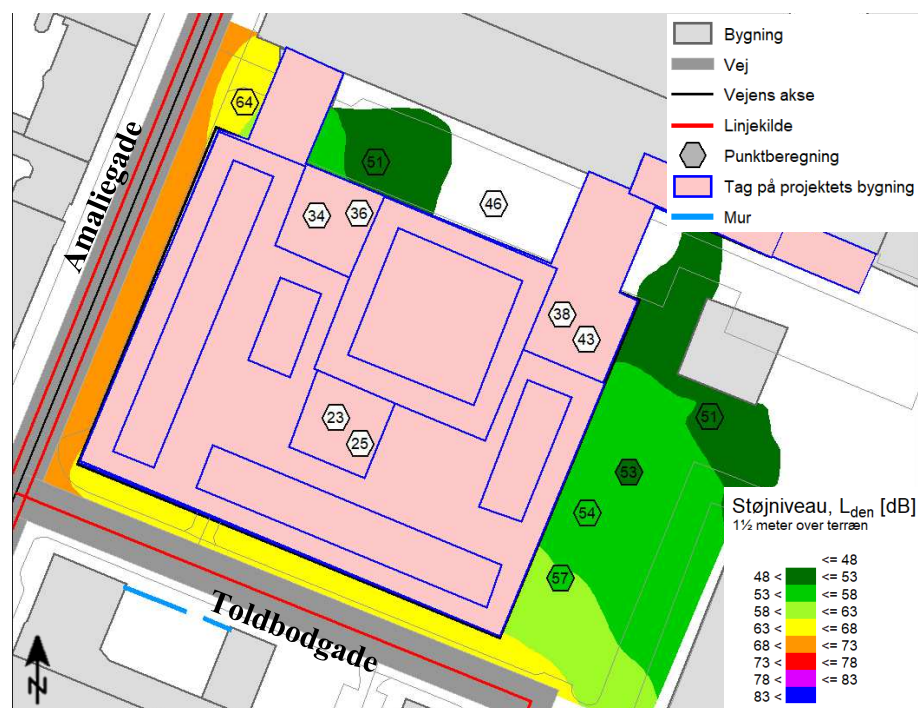 Bygning
Vej
Vejens akse
Linjekilde
Punktberegning
Tag på projektets bygning
Mur
Amaliegade
Toldbodgade
64
51
46
34
36
38
43
23
25
51
53
54
57
N
Støjniveau, Lden [dB]
1½ meter over terræn
<= 48
48 < <= 53
53 < <= 58
58 < <= 63
63 < <= 68
68 < <= 73
73 < <= 78
78 < <= 83
83 <